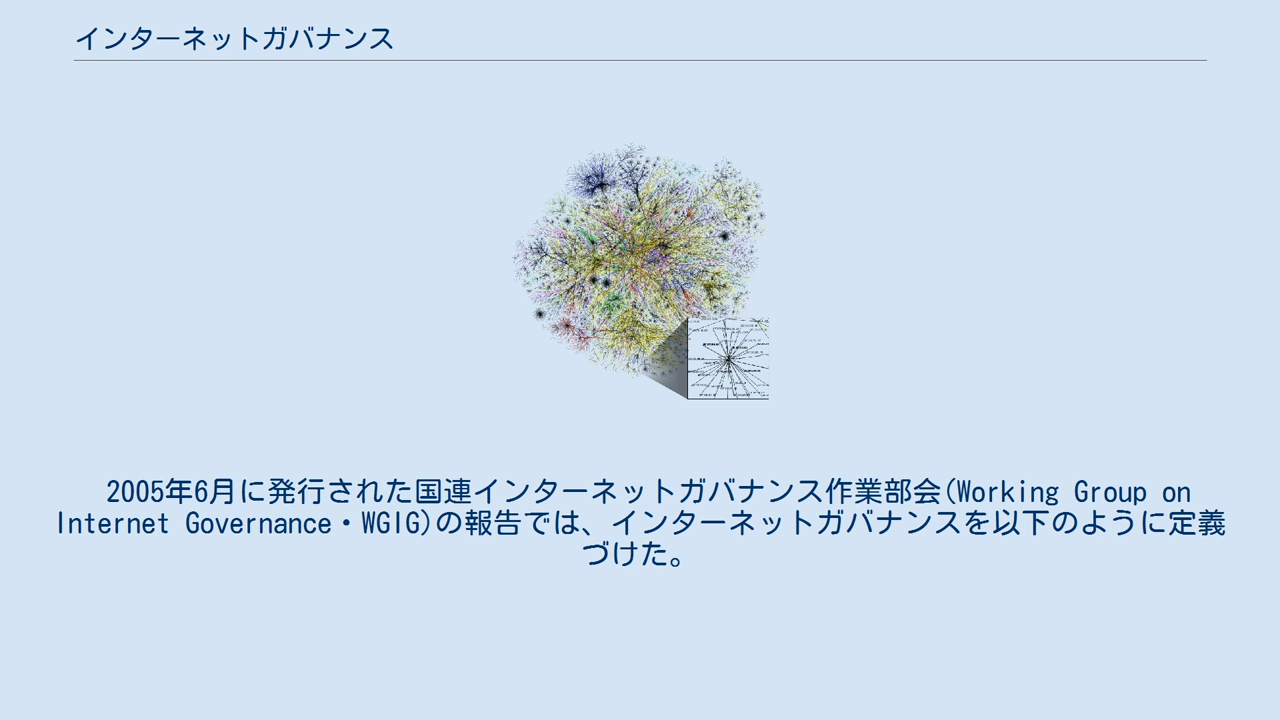 インターネットガバナンス
2005年6月に発行された国連インターネットガバナンス作業部会(Working Group on
Internet Governance・WGIG)の報告では、インターネットガバナンスを以下のように定義
づけた。